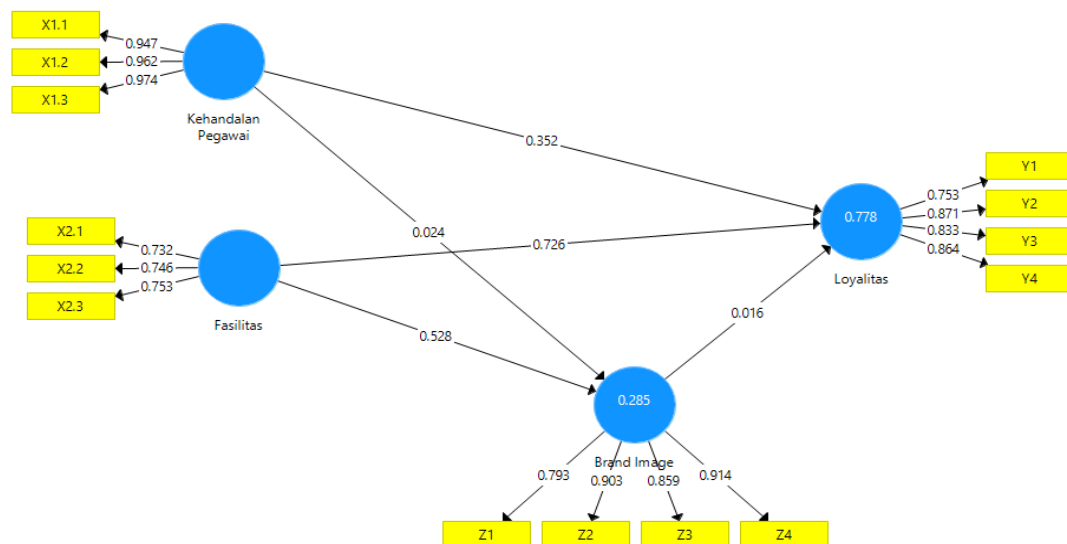 X1.1
0.947
X1.2
0.962
X1.3
0.974
Kehandalan
Pegawai
0.352
0.024
X2.1
0.732
X2.2
0.746
X2.3
0.753
Fasilitas
0.726
0.528
0.778
Loyalitas
Y1
0.753
Y2
0.871
Y3
0.833
Y4
0.864
0.016
0.285
Brand Image
0.793
0.903
0.859
0.914
Z1
Z2
Z3
Z4